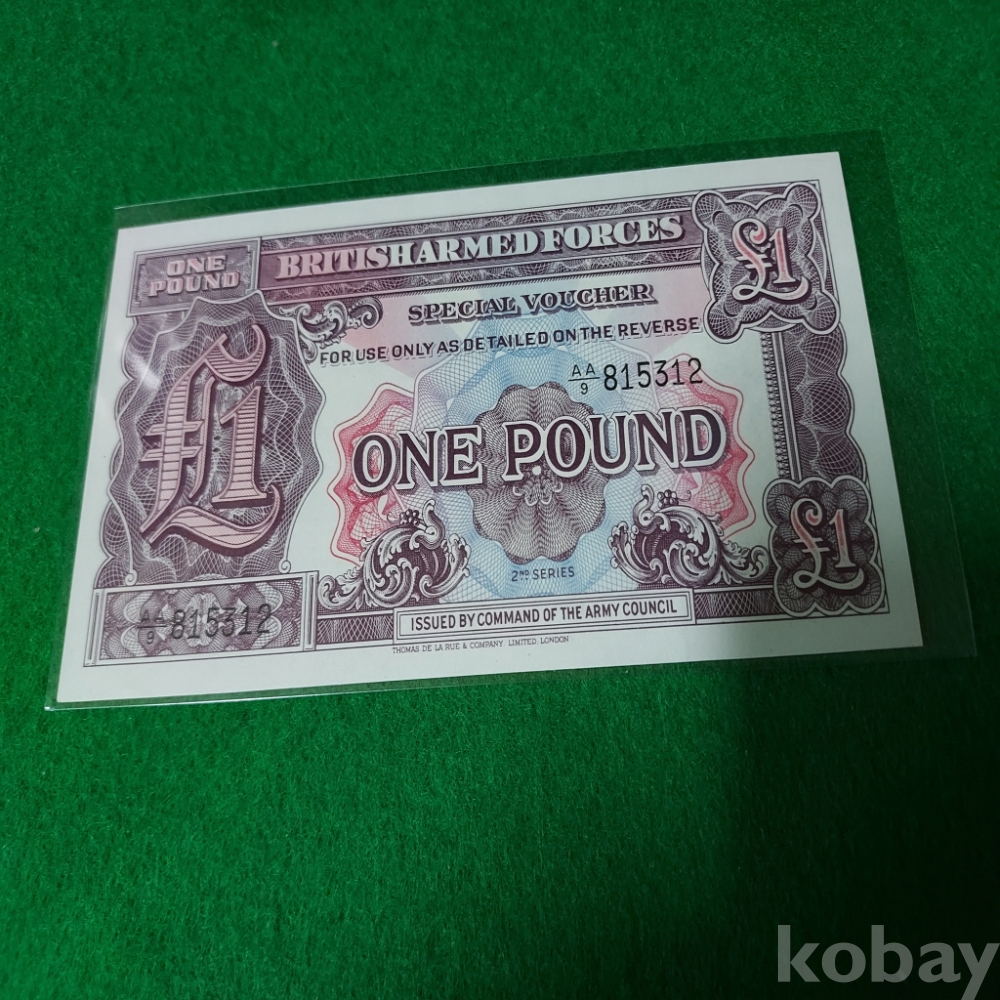 ONE
POUND
BRITISH ARMED FORCES
£1
SPECIAL VOUCHER
FOR USE ONLY AS DETAILED ON THE REVERSE
AA/9 815312
£1
ONE POUND
£1
2ND SERIES
AA/9 815312
ISSUED BY COMMAND OF THE ARMY COUNCIL
THOMAS DE LA RUE & COMPANY, LIMITED, LONDON
kobay